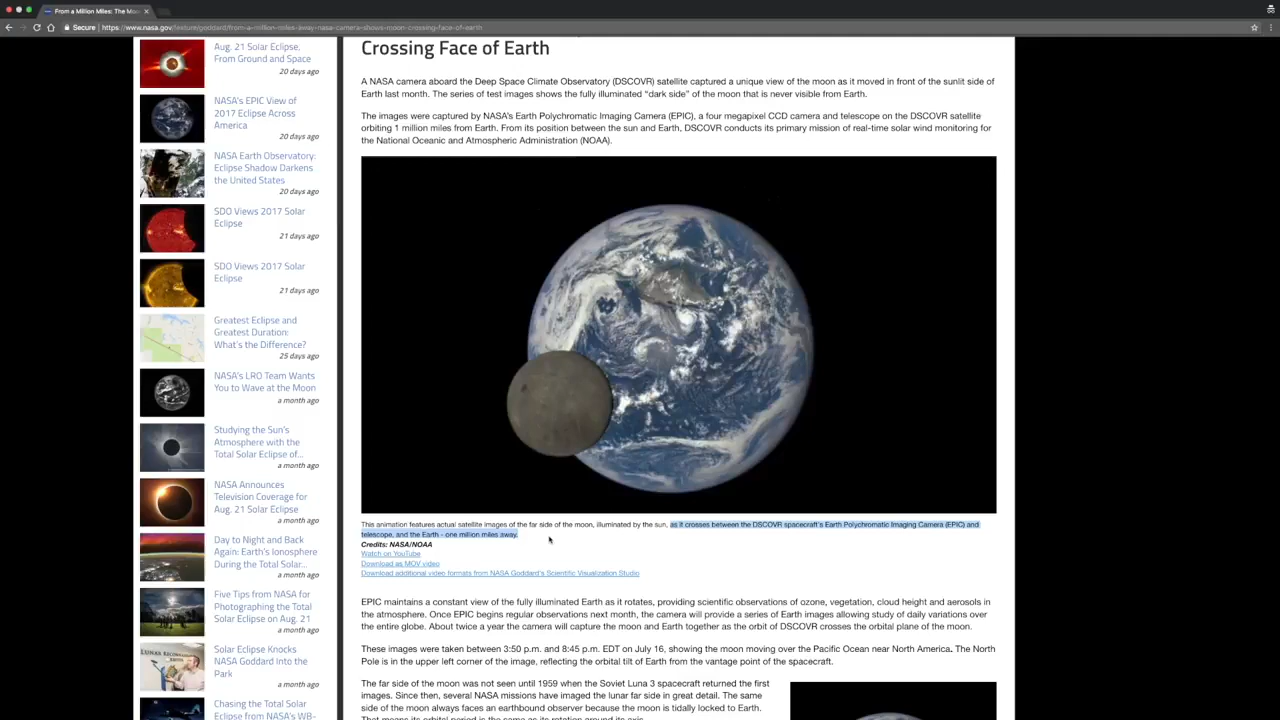 From a Million Miles: The Mo
Secure
https://www.nasa.gov/feature/goddard/from-a-million-miles-away-nasa-camera-shows-moon-crossing-face-of-earth
Aug. 21 Solar Eclipse,
From Ground and Space
20 days ago
NASA's EPIC View of
2017 Eclipse Across
America
20 days ago
NASA Earth Observatory:
Eclipse Shadow Darkens
the United States
20 days ago
SDO Views 2017 Solar
Eclipse
21 days ago
SDO Views 2017 Solar
Eclipse
21 days ago
Greatest Eclipse and
Greatest Duration:
What's the Difference?
25 days ago
NASA's LRO Team Wants
You to Wave at the Moon
a month ago
Studying the Sun's
Atmosphere with the
Total Solar Eclipse of...
a month ago
NASA Announces
Television Coverage for
Aug. 21 Solar Eclipse
a month ago
Day to Night and Back
Again: Earth's Ionosphere
During the Total Solar...
a month ago
Five Tips from NASA for
Photographing the Total
Solar Eclipse on Aug. 21
a month ago
Solar Eclipse Knocks
NASA Goddard Into the
Park
a month ago
Chasing the Total Solar
Eclipse from NASA's WB-
Crossing Face of Earth
A NASA camera aboard the Deep Space Climate Observatory (DSCOVR) satellite captured a unique view of the moon as it moved in front of the sunlit side of
Earth last month. The series of test images shows the fully illuminated “dark side” of the moon that is never visible from Earth.
The images were captured by NASA's Earth Polychromatic Imaging Camera (EPIC), a four megapixel CCD camera and telescope on the DSCOVR satellite
orbiting 1 million miles from Earth. From its position between the sun and Earth, DSCOVR conducts its primary mission of real-time solar wind monitoring for
the National Oceanic and Atmospheric Administration (NOAA).
This animation features actual satellite images of the far side of the moon, illuminated by the sun, as it crosses between the DSCOVR spacecraft's Earth Polychromatic Imaging Camera (EPIC) and
telescope, and the Earth - one million miles away.
Credits: NASA/NOAA
Watch on YouTube
Download as MOV video
Download additional video formats from NASA Goddard's Scientific Visualization Studio
EPIC maintains a constant view of the fully illuminated Earth as it rotates, providing scientific observations of ozone, vegetation, cloud height and aerosols in
the atmosphere. Once EPIC begins regular observations next month, the camera will provide a series of Earth images allowing study of daily variations over
the entire globe. About twice a year the camera will capture the moon and Earth together as the orbit of DSCOVR crosses the orbital plane of the moon.
These images were taken between 3:50 p.m. and 8:45 p.m. EDT on July 16, showing the moon moving over the Pacific Ocean near North America. The North
Pole is in the upper left corner of the image, reflecting the orbital tilt of Earth from the vantage point of the spacecraft.
The far side of the moon was not seen until 1959 when the Soviet Luna 3 spacecraft returned the first
images. Since then, several NASA missions have imaged the lunar far side in great detail. The same
side of the moon always faces an earthbound observer because the moon is tidally locked to Earth.
That means its orbital period is the same as its rotation around its axis.